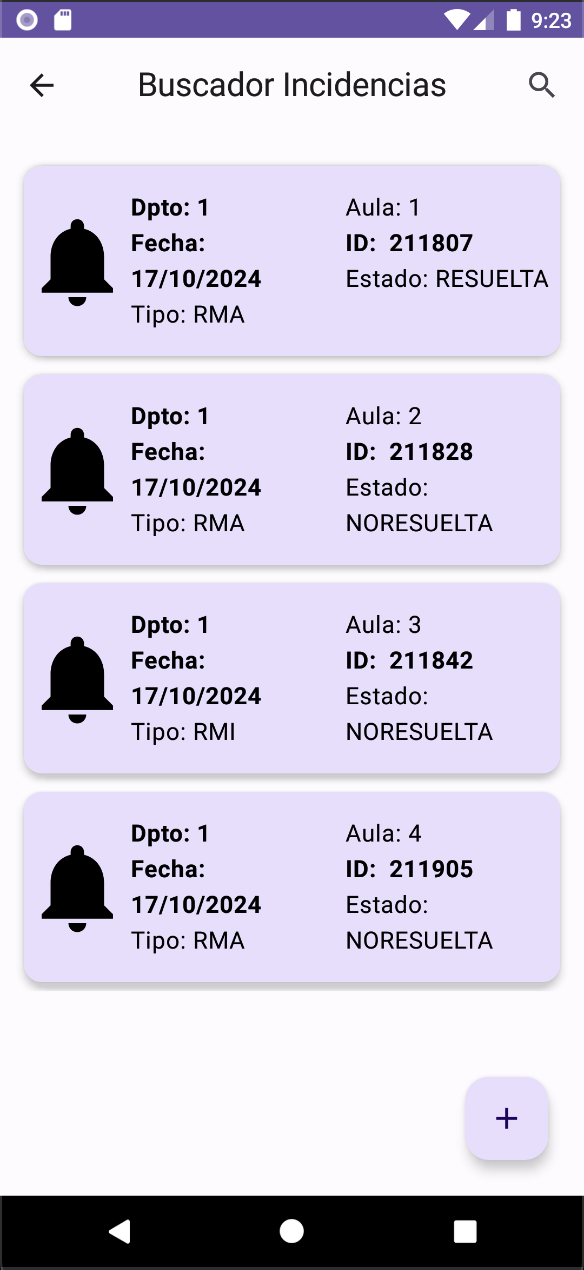 9:23
Buscador Incidencias
Dpto: 1
Fecha:
17/10/2024
Tipo: RMA
Aula: 1
ID:  211807
Estado: RESUELTA
Dpto: 1
Fecha:
17/10/2024
Tipo: RMA
Aula: 2
ID:  211828
Estado:
NORESUELTA
Dpto: 1
Fecha:
17/10/2024
Tipo: RMI
Aula: 3
ID:  211842
Estado:
NORESUELTA
Dpto: 1
Fecha:
17/10/2024
Tipo: RMA
Aula: 4
ID:  211905
Estado:
NORESUELTA
+